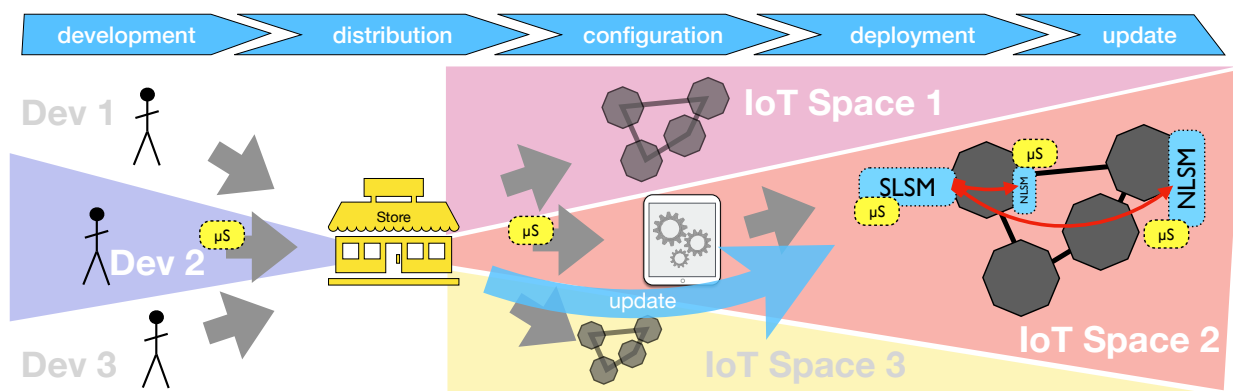 development
distribution
configuration
deployment
update
Dev 1
Dev 2
Dev 3
µS
Store
µS
update
IoT Space 1
IoT Space 2
IoT Space 3
SLSM
µS
µS
NLSM
NLSM
µS